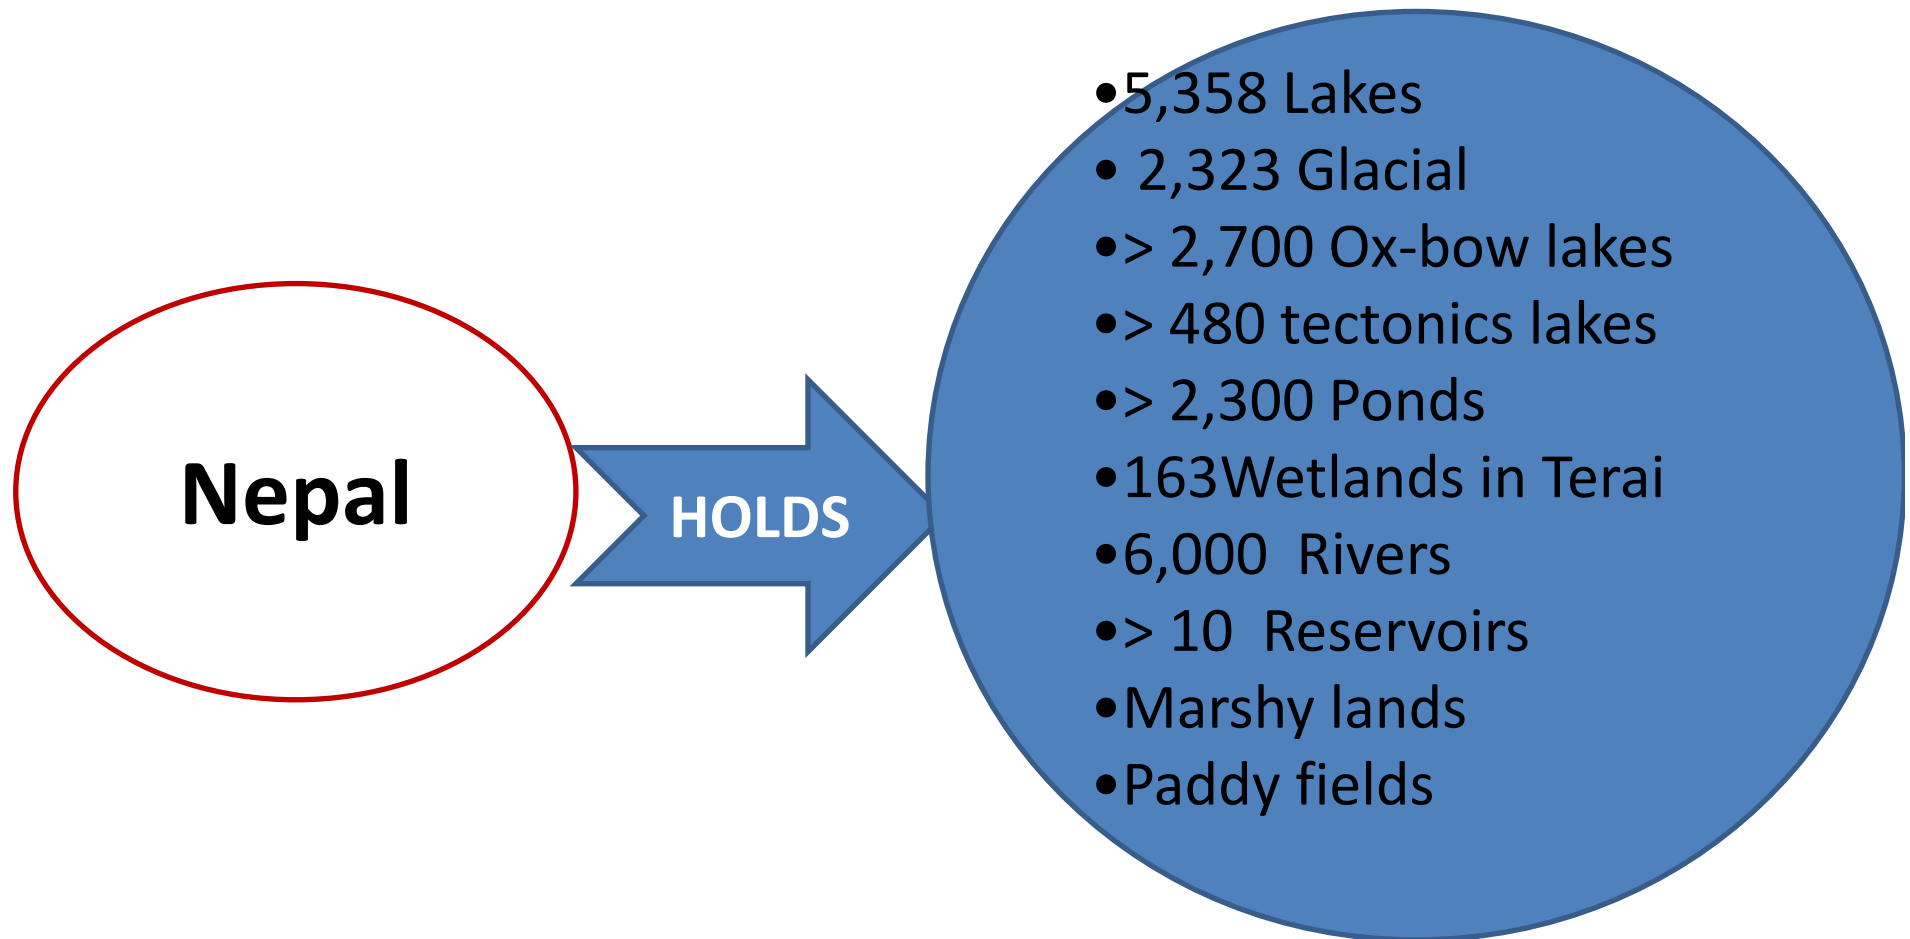 Nepal
HOLDS
•5,358 Lakes
• 2,323 Glacial
•> 2,700 Ox-bow lakes
•> 480 tectonics lakes
•> 2,300 Ponds
•163Wetlands in Terai
•6,000  Rivers
•> 10  Reservoirs
•Marshy lands
•Paddy fields